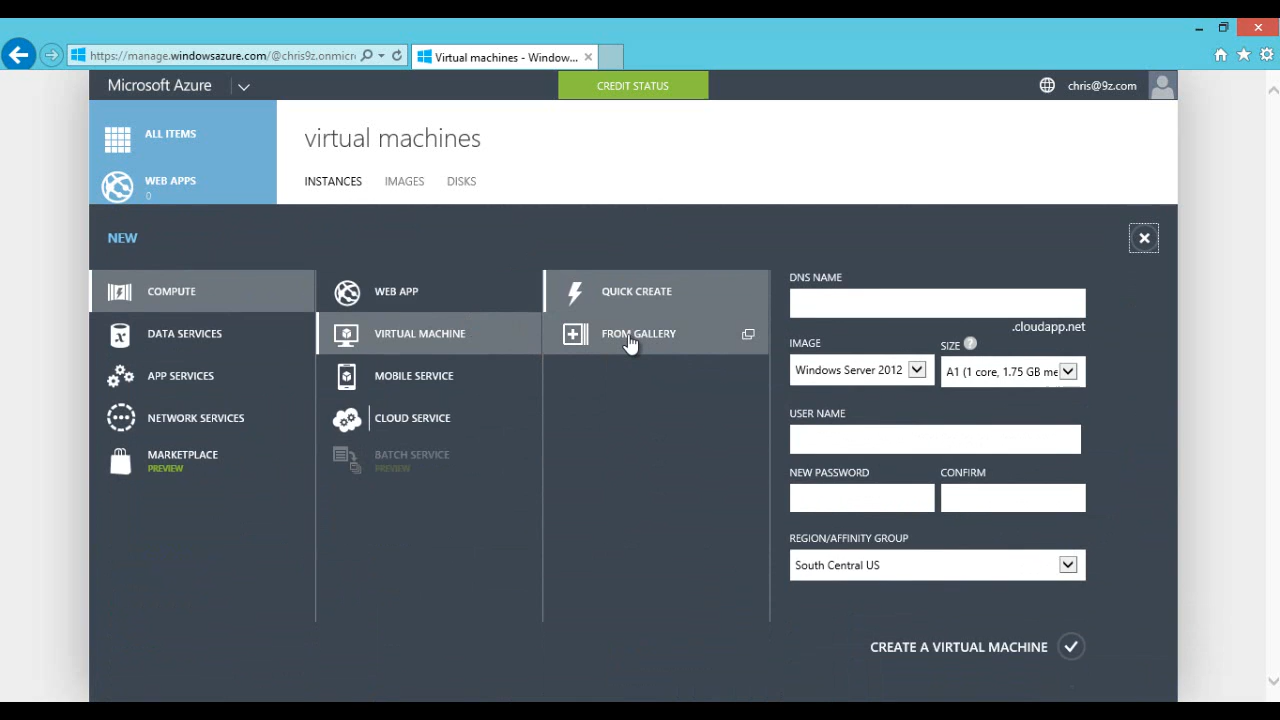 https://manage.windowsazure.com/@chris9z.onmicr
Virtual machines - Window...
Microsoft Azure
CREDIT STATUS
chris@9z.com
ALL ITEMS
WEB APPS
0
virtual machines
INSTANCES
IMAGES
DISKS
NEW
COMPUTE
DATA SERVICES
APP SERVICES
NETWORK SERVICES
MARKETPLACE
PREVIEW
WEB APP
VIRTUAL MACHINE
MOBILE SERVICE
CLOUD SERVICE
BATCH SERVICE
PREVIEW
QUICK CREATE
FROM GALLERY
DNS NAME
.cloudapp.net
IMAGE
SIZE ?
Windows Server 2012
A1 (1 core, 1.75 GB me
USER NAME
NEW PASSWORD
CONFIRM
REGION/AFFINITY GROUP
South Central US
CREATE A VIRTUAL MACHINE